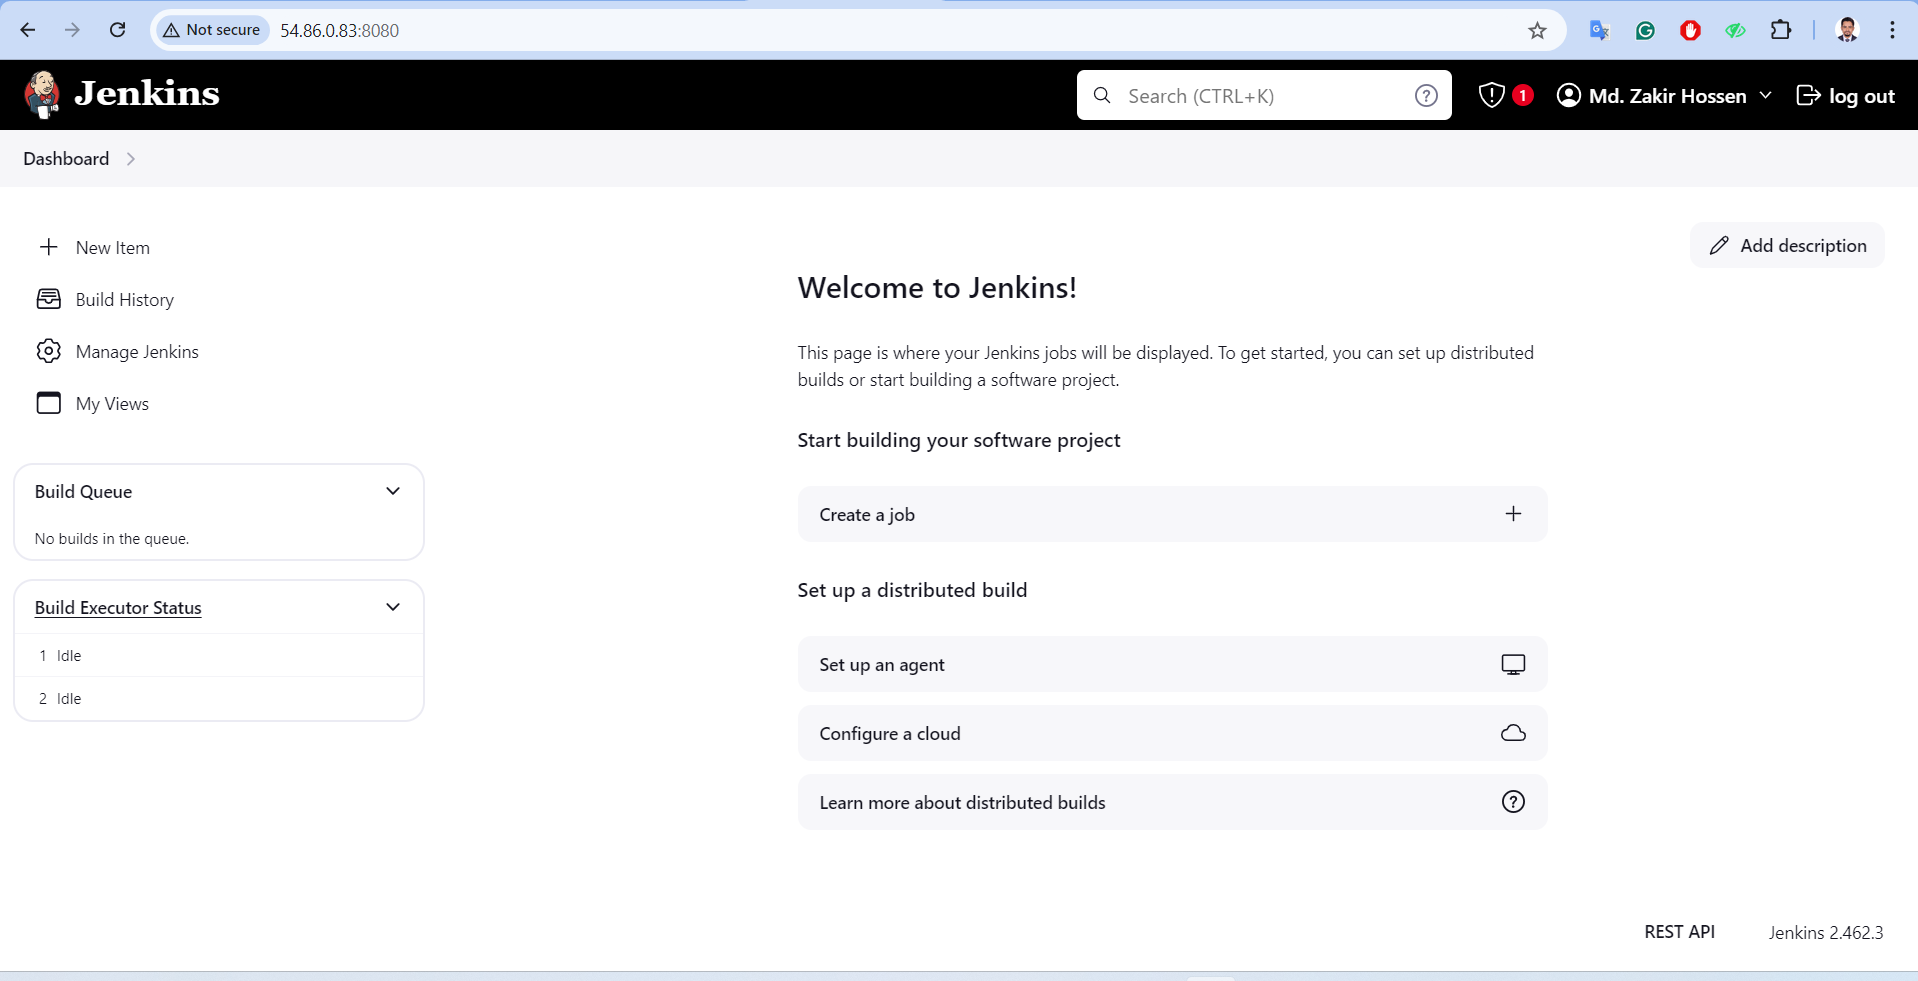 Not secure 54.86.0.83:8080
Jenkins
Search (CTRL+K)
1
Md. Zakir Hossen
log out
Dashboard
New Item
Build History
Manage Jenkins
My Views
Build Queue
No builds in the queue.
Build Executor Status
1 Idle
2 Idle
Add description
Welcome to Jenkins!
This page is where your Jenkins jobs will be displayed. To get started, you can set up distributed
builds or start building a software project.
Start building your software project
Create a job
Set up a distributed build
Set up an agent
Configure a cloud
Learn more about distributed builds
REST API
Jenkins 2.462.3